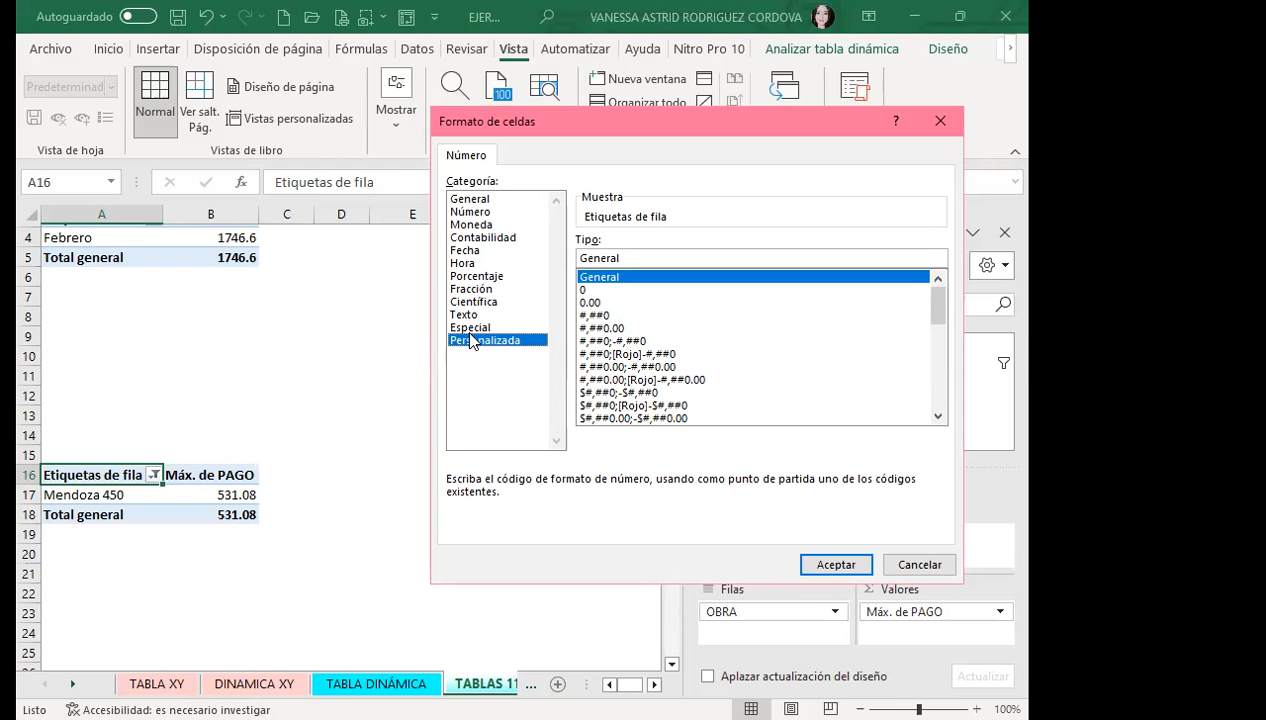 Autoguardado
EJER...
VANESSA ASTRID RODRIGUEZ CORDOVA
Archivo Inicio Insertar Disposición de página Fórmulas Datos Revisar Vista Automatizar Ayuda Nitro Pro 10 Analizar tabla dinámica Diseño
Predeterminad
Normal
Ver salt. Pág.
Diseño de página
Vistas personalizadas
Mostrar
100
Nueva ventana
Organizar todo
Vista de hoja
Vistas de libro
A16
fx
Etiquetas de fila
A B C D E
4 Febrero 1746.6
5 Total general 1746.6
6
7
8
9
10
11
12
13
14
15
16 Etiquetas de fila Máx. de PAGO
17 Mendoza 450 531.08
18 Total general 531.08
19
20
21
22
23
24
25
Formato de celdas
?
Número
Categoría:
General
Número
Moneda
Contabilidad
Fecha
Hora
Porcentaje
Fracción
Científica
Texto
Especial
Personalizada
Muestra
Etiquetas de fila
Tipo:
General
General
0
0.00
#,##0
#,##0.00
#,##0;-#,##0
#,##0;[Rojo]-#,##0
#,##0.00;-#,##0.00
#,##0.00;[Rojo]-#,##0.00
$#,##0;-$#,##0
$#,##0;[Rojo]-$#,##0
$#,##0.00;-$#,##0.00
Escriba el código de formato de número, usando como punto de partida uno de los códigos
existentes.
Aceptar
Cancelar
Filas
Σ Valores
OBRA
Máx. de PAGO
Aplazar actualización del diseño
Actualizar
TABLA XY DINAMICA XY TABLA DINÁMICA TABLAS 11 ...
Listo
Accesibilidad: es necesario investigar
100%